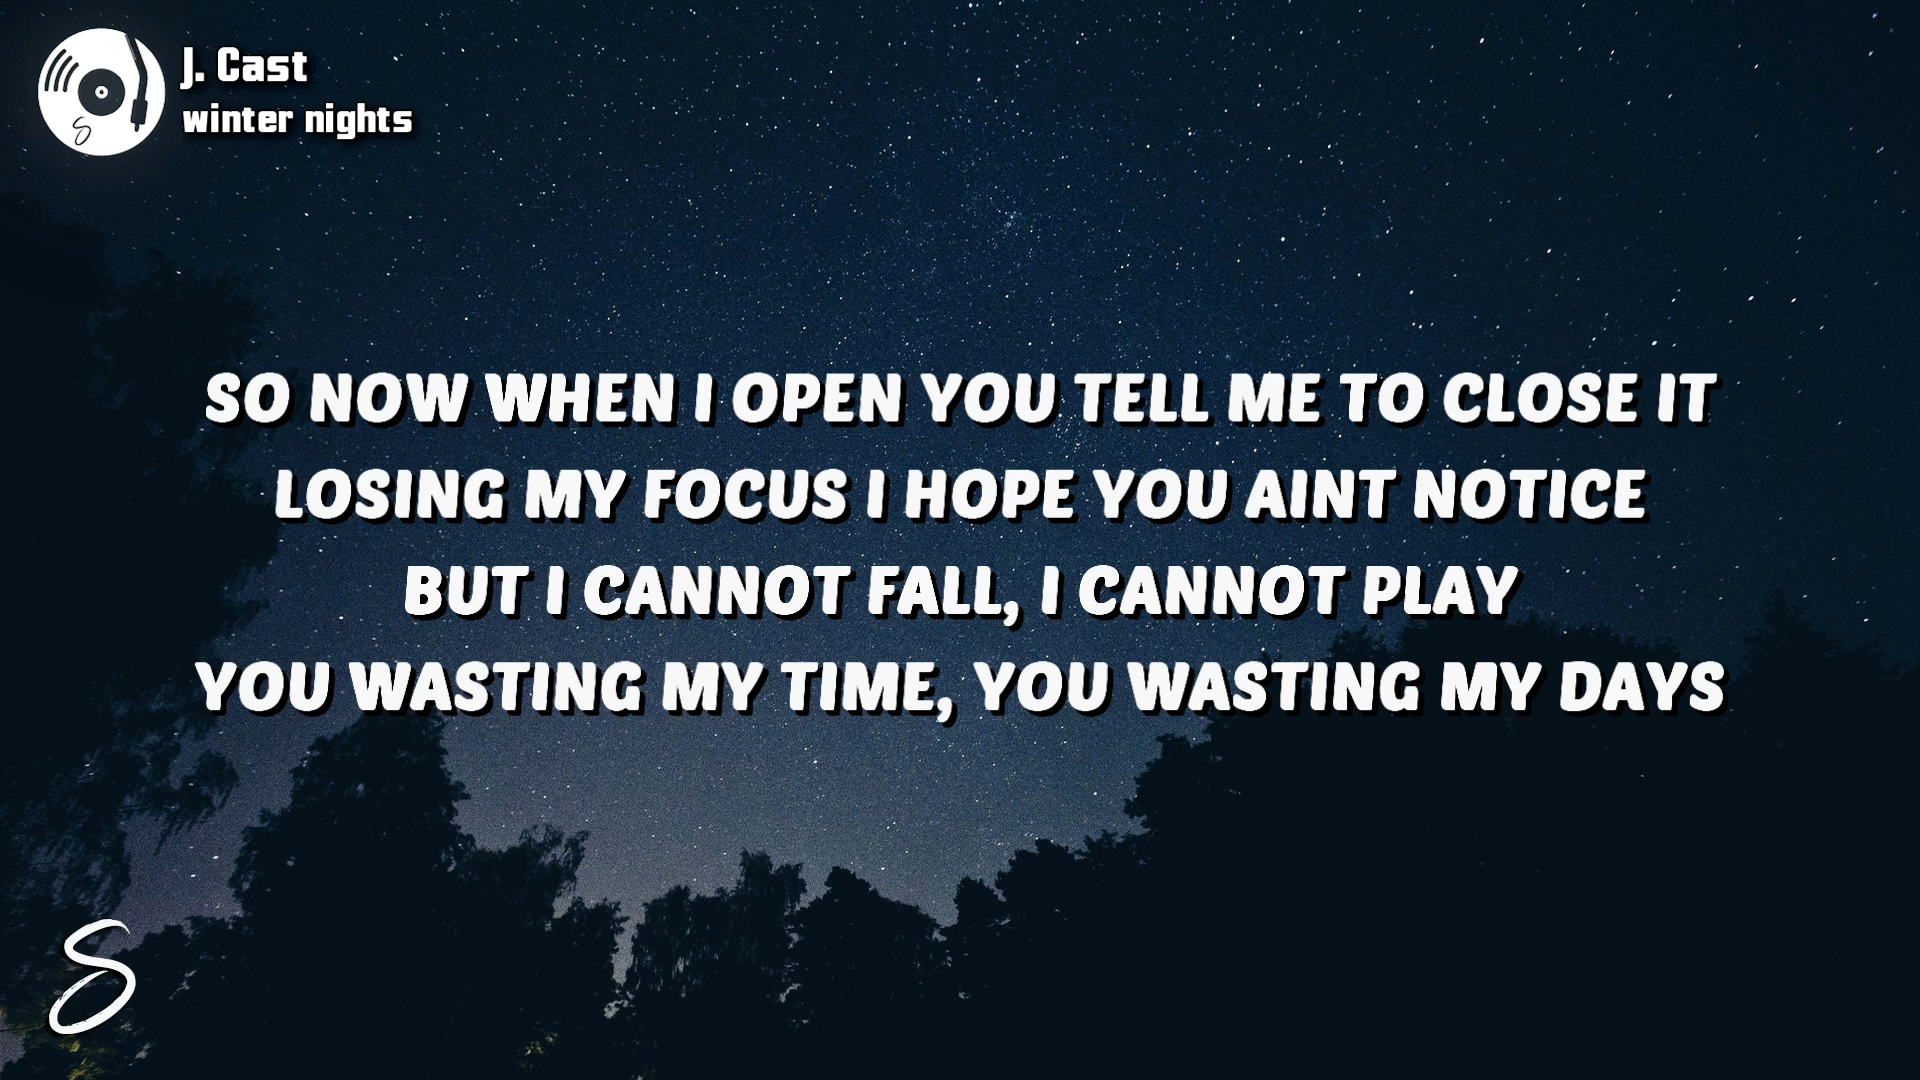 J. Cast
winter nights
SO NOW WHEN I OPEN YOU TELL ME TO CLOSE IT
LOSING MY FOCUS I HOPE YOU AINT NOTICE
BUT I CANNOT FALL, I CANNOT PLAY
YOU WASTING MY TIME, YOU WASTING MY DAYS
S